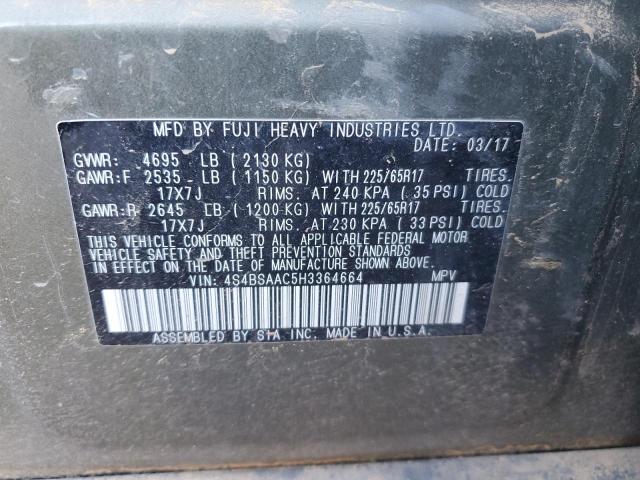 MFD BY FUJI HEAVY INDUSTRIES LTD.
DATE: 03/17
GVWR: 4695 LB ( 2130 KG)
GAWR:F 2535 LB ( 1150 KG) WITH 225/65R17 TIRES.
17X7J RIMS. AT 240 KPA ( 35 PSI) COLD
GAWR:R 2645 LB ( 1200 KG) WITH 225/65R17 TIRES.
17X7J RIMS. AT 230 KPA ( 33 PSI) COLD
THIS VEHICLE CONFORMS TO ALL APPLICABLE FEDERAL MOTOR
VEHICLE SAFETY AND THEFT PREVENTION STANDARDS
IN EFFECT ON THE DATE OF MANUFACTURE SHOWN ABOVE.
VIN: 4S4BSAAC5H3364664 MPV
ASSEMBLED BY SIA INC. MADE IN U.S.A.